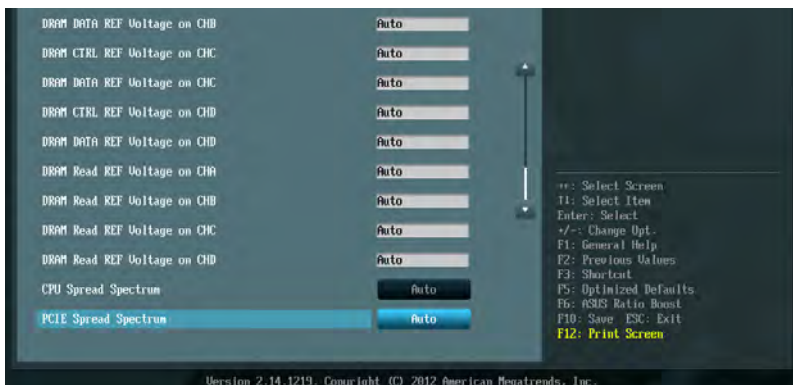 DRAM DATA REF Voltage on CHB Auto
DRAM CTRL REF Voltage on CHC Auto
DRAM DATA REF Voltage on CHC Auto
DRAM CTRL REF Voltage on CHD Auto
DRAM DATA REF Voltage on CHD Auto
DRAM Read REF Voltage on CHA Auto
DRAM Read REF Voltage on CHB Auto
DRAM Read REF Voltage on CHC Auto
DRAM Read REF Voltage on CHD Auto
CPU Spread Spectrum Auto
PCIE Spread Spectrum Auto
→←: Select Screen
↑↓: Select Item
Enter: Select
+/-: Change Opt.
F1: General Help
F2: Previous Values
F3: Shortcut
F5: Optimized Defaults
F6: ASUS Ratio Boost
F10: Save ESC: Exit
F12: Print Screen
Version 2.14.1219. Copyright (C) 2012 American Megatrends, Inc.